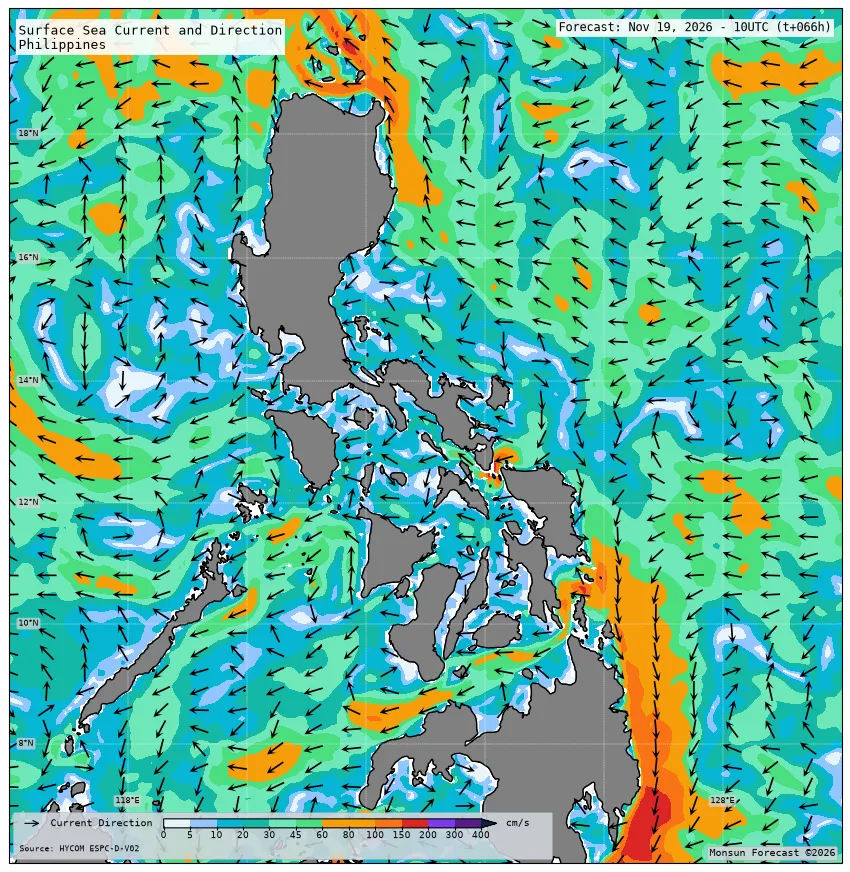 Surface Sea Current and Direction
Philippines
Forecast: Nov 19, 2026 - 10UTC (t+066h)
18°N
16°N
14°N
12°N
10°N
8°N
118°E
128°E
Current Direction
0 5 10 20 30 45 60 80 100 150 200 300 400 cm/s
Source: HYCOM ESPC-D-V02
Monsun Forecast ©2026